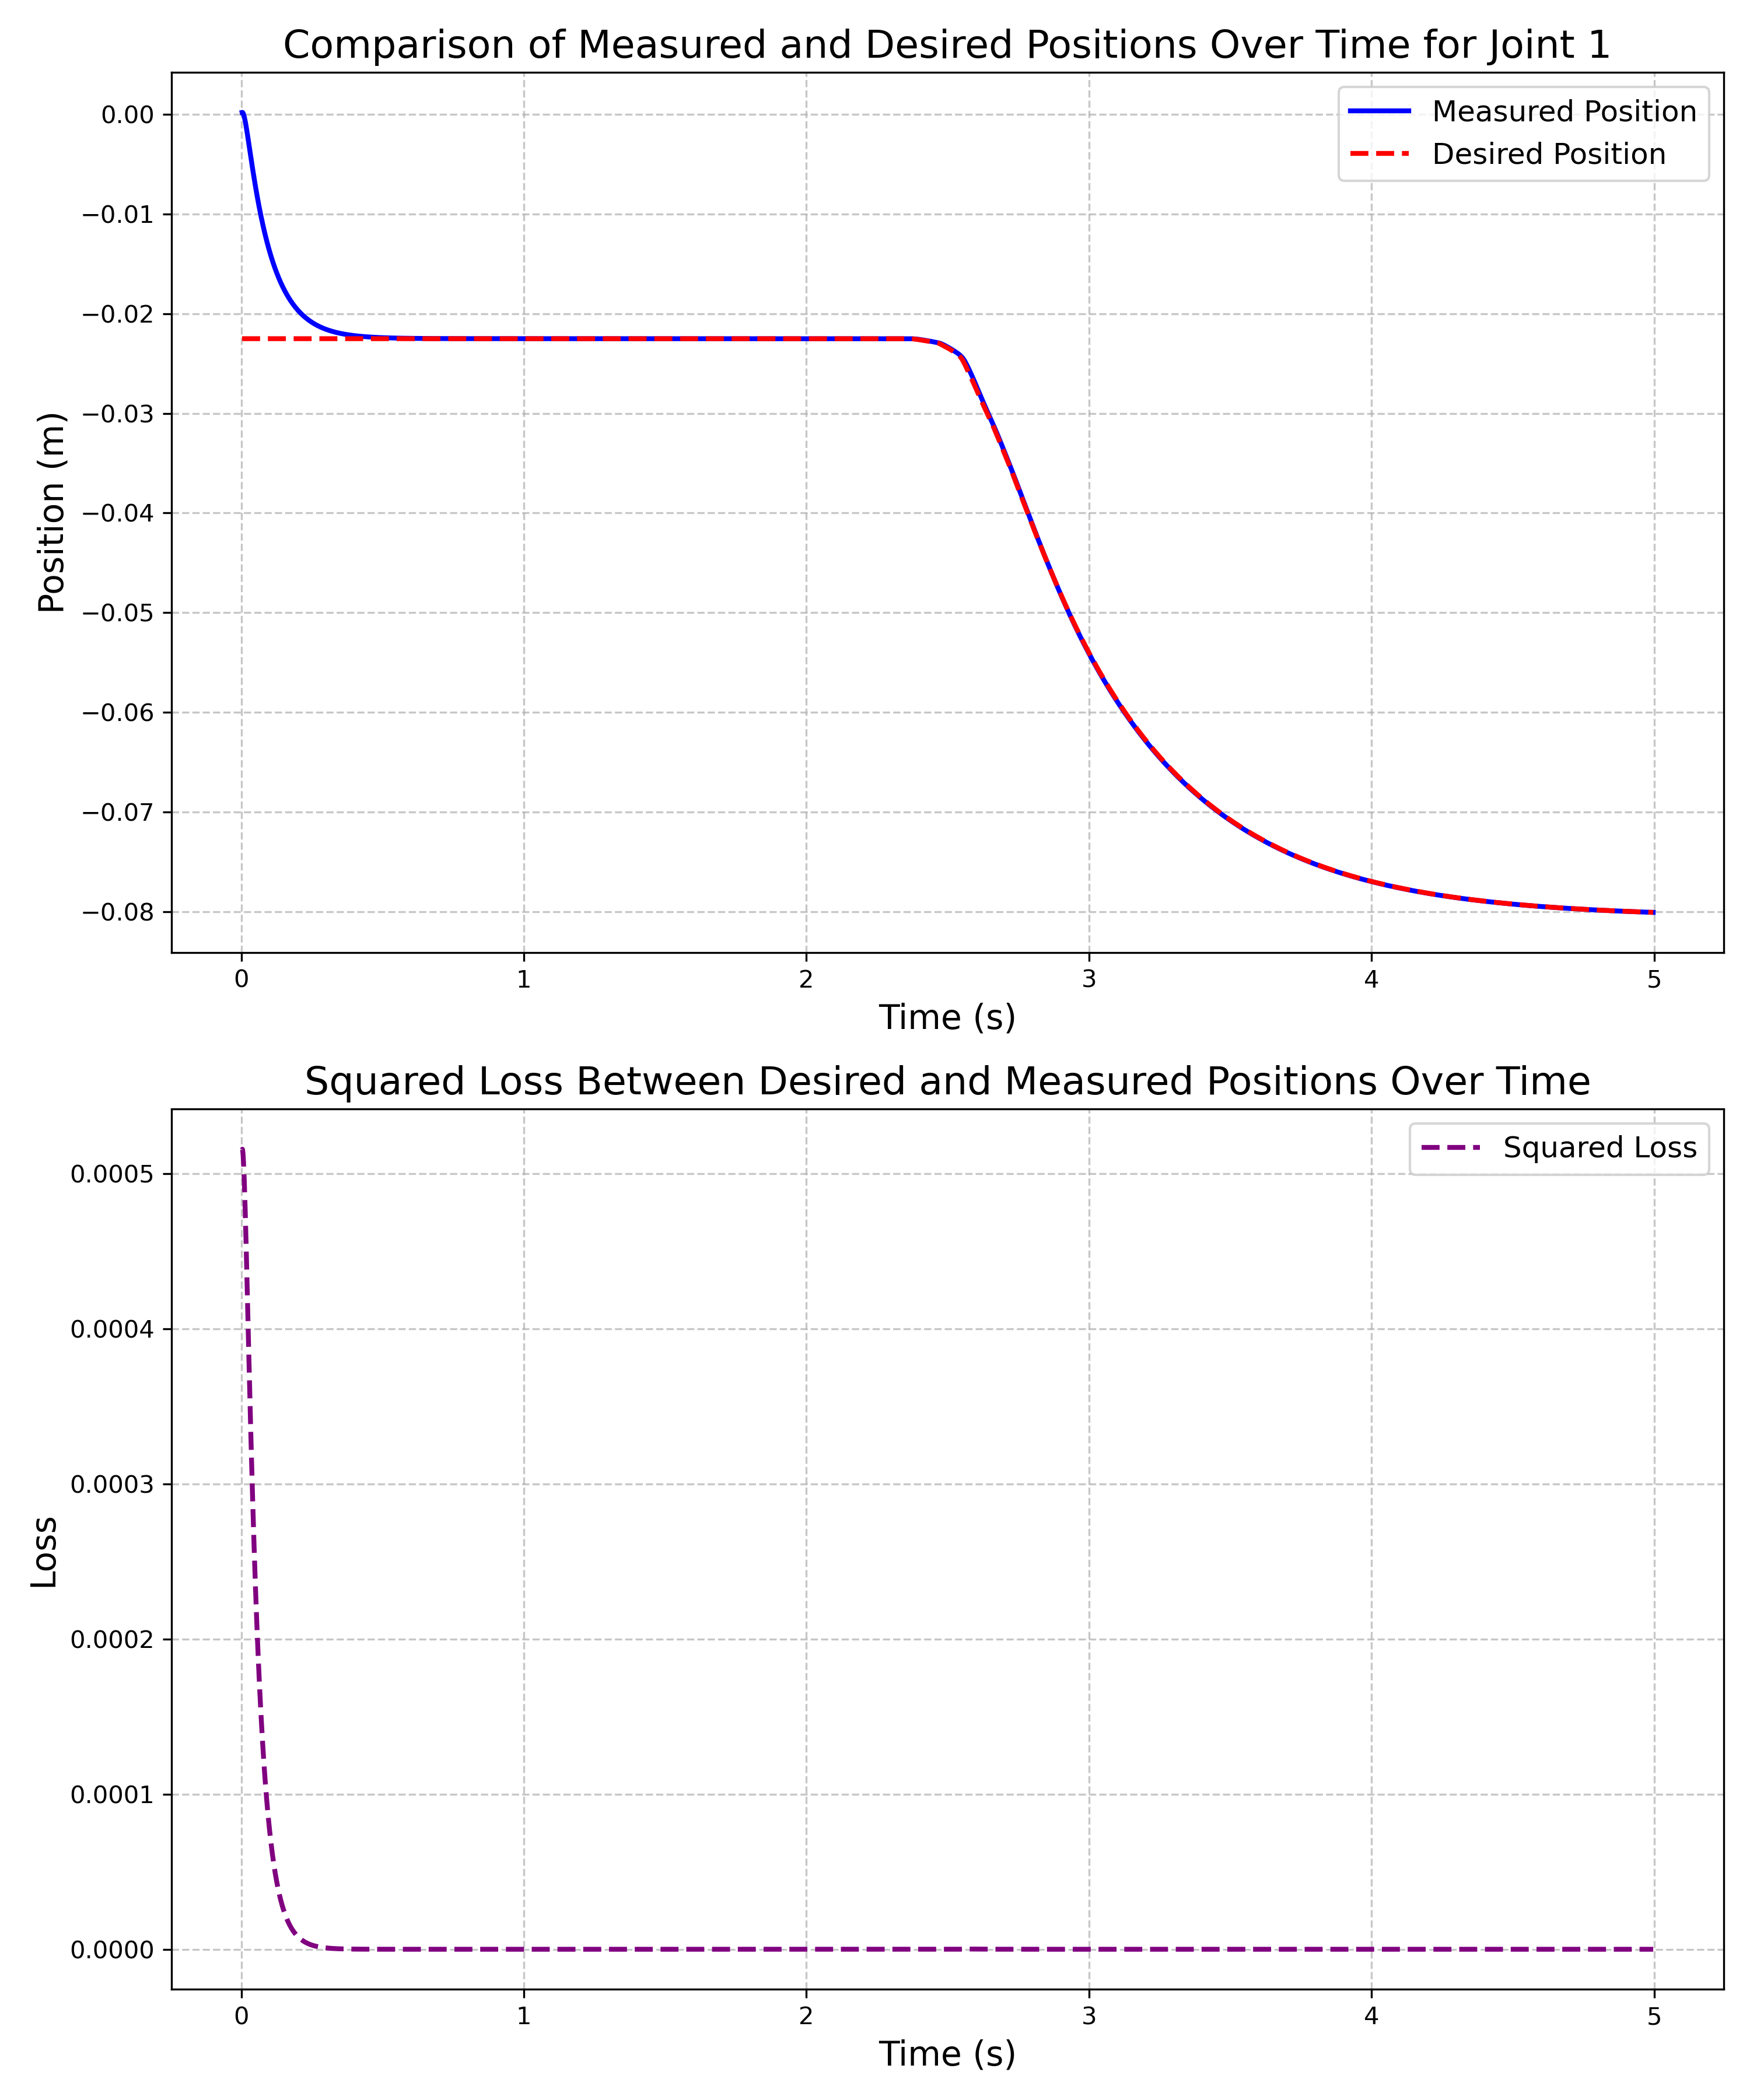 Comparison of Measured and Desired Positions Over Time for Joint 1
Measured Position
Desired Position
0.00
−0.01
−0.02
−0.03
−0.04
−0.05
−0.06
−0.07
−0.08
Position (m)
0 1 2 3 4 5
Time (s)
Squared Loss Between Desired and Measured Positions Over Time
Squared Loss
0.0005
0.0004
0.0003
0.0002
0.0001
0.0000
Loss
0 1 2 3 4 5
Time (s)